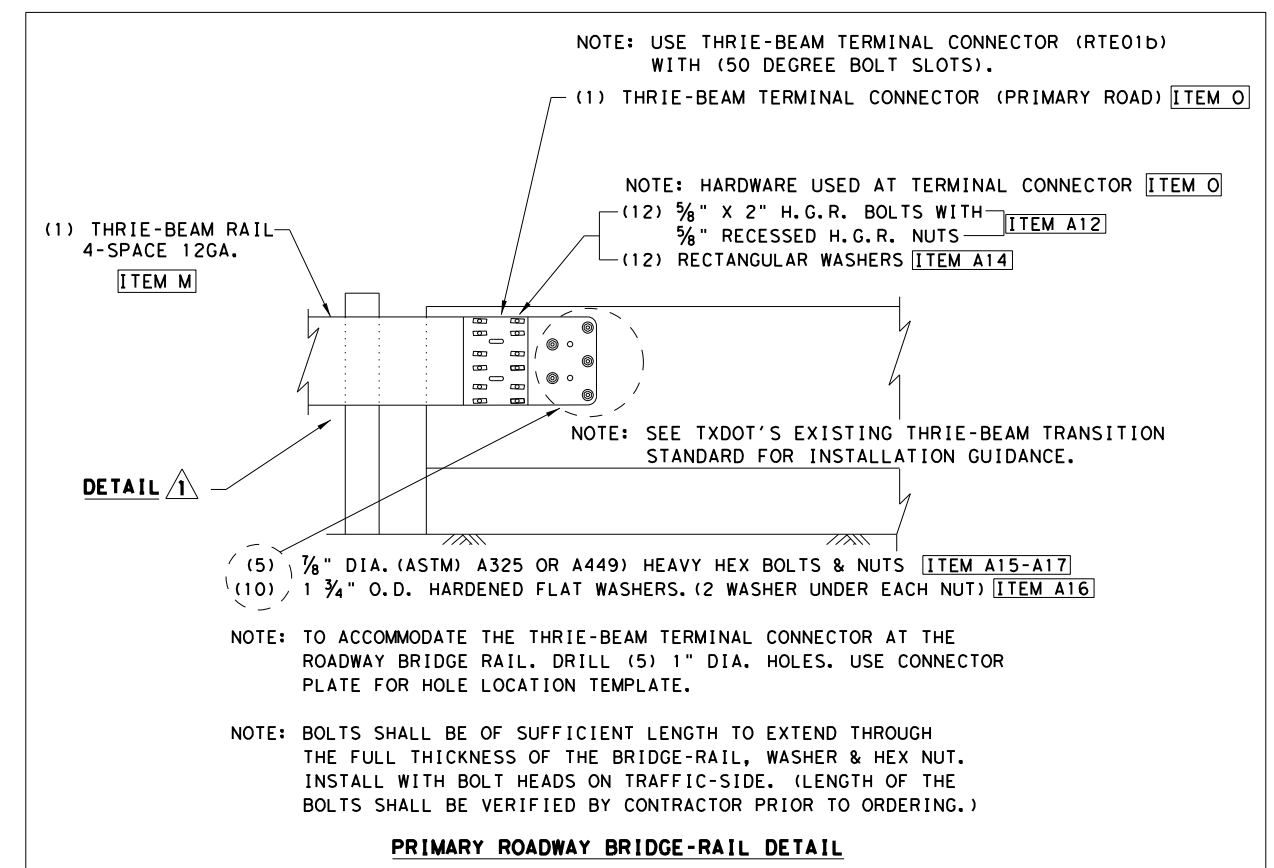 NOTE: USE THRIE-BEAM TERMINAL CONNECTOR (RTE01b)
WITH (50 DEGREE BOLT SLOTS).
(1) THRIE-BEAM TERMINAL CONNECTOR (PRIMARY ROAD) ITEM O
NOTE: HARDWARE USED AT TERMINAL CONNECTOR ITEM O
(12) 5/8" X 2" H.G.R. BOLTS WITH
5/8" RECESSED H.G.R. NUTS
ITEM A12
(12) RECTANGULAR WASHERS ITEM A14
(1) THRIE-BEAM RAIL
4-SPACE 12GA.
ITEM M
NOTE: SEE TXDOT'S EXISTING THRIE-BEAM TRANSITION
STANDARD FOR INSTALLATION GUIDANCE.
DETAIL 1
(5) 7/8" DIA. (ASTM) A325 OR A449) HEAVY HEX BOLTS & NUTS ITEM A15-A17
(10) 1 3/4" O.D. HARDENED FLAT WASHERS. (2 WASHER UNDER EACH NUT) ITEM A16
NOTE: TO ACCOMMODATE THE THRIE-BEAM TERMINAL CONNECTOR AT THE
ROADWAY BRIDGE RAIL. DRILL (5) 1" DIA. HOLES. USE CONNECTOR
PLATE FOR HOLE LOCATION TEMPLATE.
NOTE: BOLTS SHALL BE OF SUFFICIENT LENGTH TO EXTEND THROUGH
THE FULL THICKNESS OF THE BRIDGE-RAIL, WASHER & HEX NUT.
INSTALL WITH BOLT HEADS ON TRAFFIC-SIDE. (LENGTH OF THE
BOLTS SHALL BE VERIFIED BY CONTRACTOR PRIOR TO ORDERING.)
PRIMARY ROADWAY BRIDGE-RAIL DETAIL